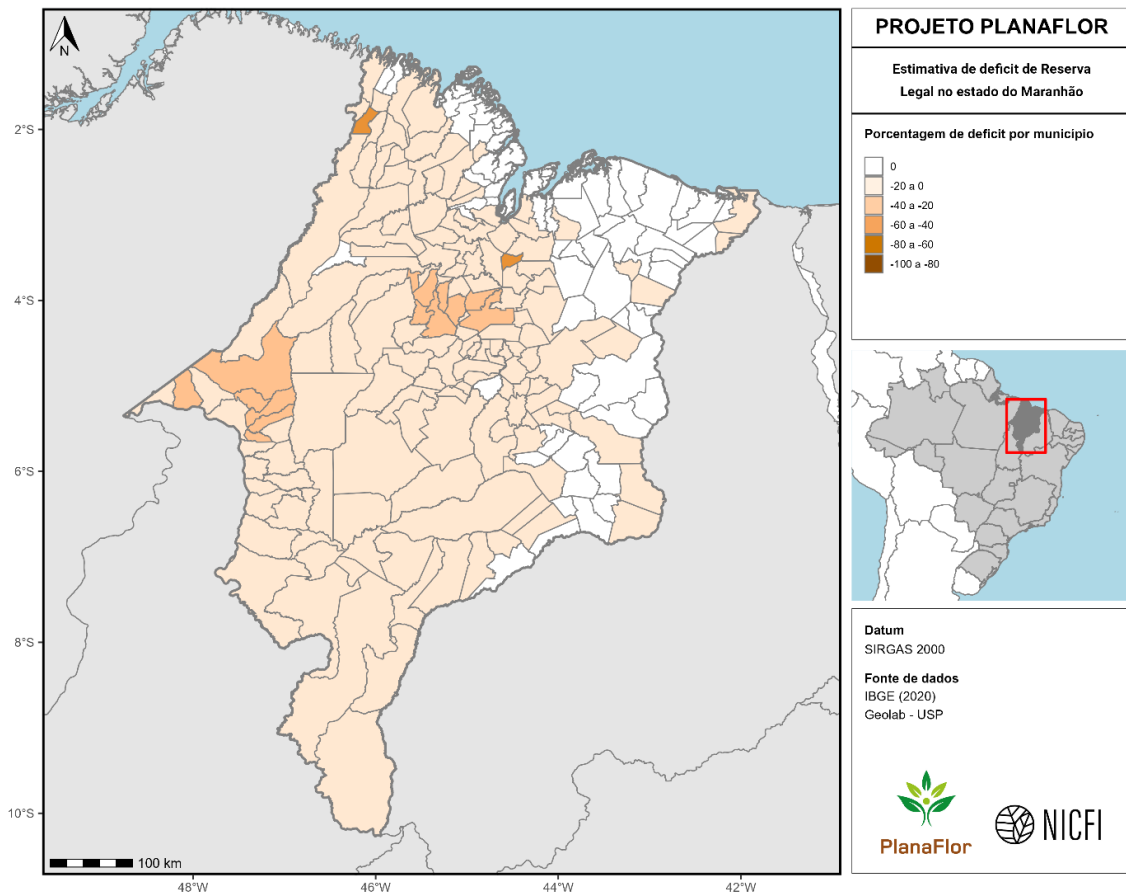 N
2°S
4°S
6°S
8°S
10°S
100 km
48°W
46°W
44°W
42°W
PROJETO PLANAFLOR
Estimativa de deficit de Reserva
Legal no estado do Maranhão
Porcentagem de deficit por município
0
-20 a 0
-40 a -20
-60 a -40
-80 a -60
-100 a -80
Datum
SIRGAS 2000
Fonte de dados
IBGE (2020)
Geolab - USP
PlanaFlor
NICFI